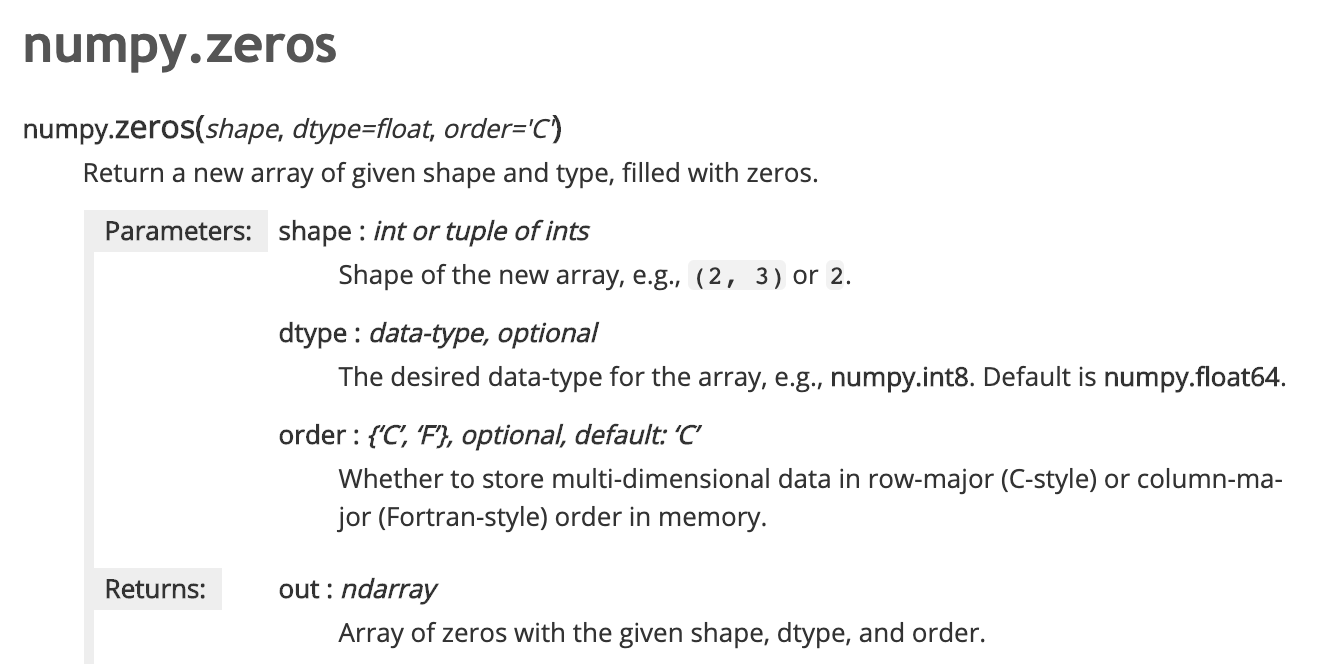 numpy.zeros
numpy.zeros(shape, dtype=float, order='C')
Return a new array of given shape and type, filled with zeros.
Parameters: shape : int or tuple of ints
Shape of the new array, e.g., (2, 3) or 2.
dtype : data-type, optional
The desired data-type for the array, e.g., numpy.int8. Default is numpy.float64.
order : {‘C’, ‘F’}, optional, default: ‘C’
Whether to store multi-dimensional data in row-major (C-style) or column-ma-
jor (Fortran-style) order in memory.
Returns: out : ndarray
Array of zeros with the given shape, dtype, and order.